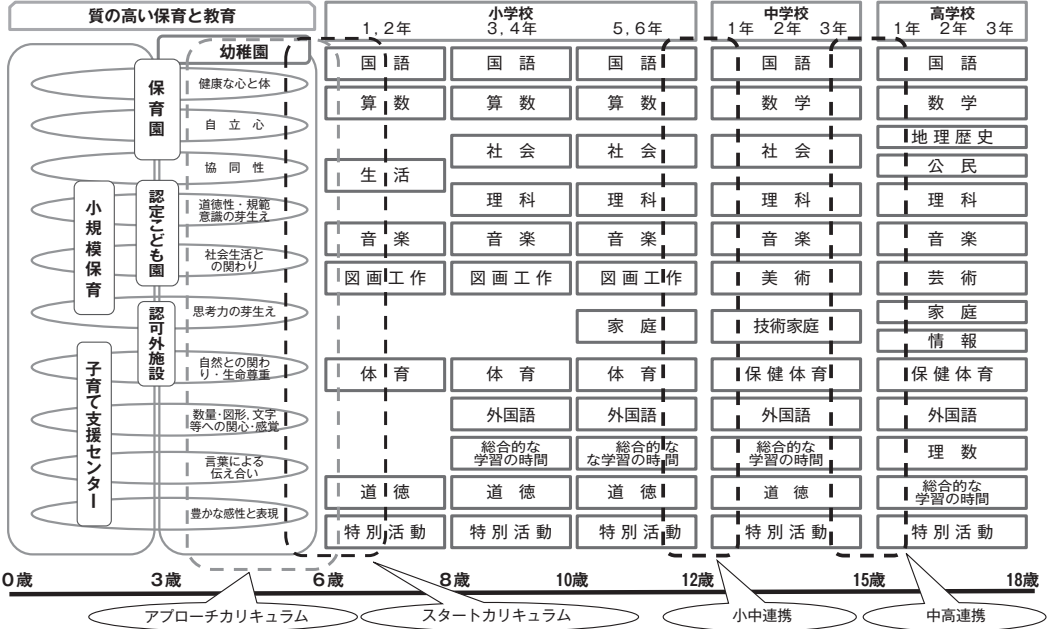 質の高い保育と教育
小学校
1, 2年 3, 4年 5, 6年
中学校
1年 2年 3年
高学校
1年 2年 3年
幼稚園
保育園
認定こども園
認可外施設
小規模保育
子育て支援センター
健康な心と体
自立心
協同性
道徳性・規範
意識の芽生え
社会生活と
の関わり
思考力の芽生え
自然との関わ
り・生命尊重
数量・図形, 文字
等への関心・感覚
言葉による
伝え合い
豊かな感性と表現
国語
算数
生活
音楽
図画工作
体育
道徳
特別活動
国語
算数
社会
理科
音楽
図画工作
体育
外国語
総合的な
学習の時間
道徳
特別活動
国語
算数
社会
理科
音楽
図画工作
家庭
体育
外国語
総合的な
な学習の時間
道徳
特別活動
国語
数学
社会
理科
音楽
美術
技術家庭
保健体育
外国語
総合的な
学習の時間
道徳
特別活動
国語
数学
地理歴史
公民
理科
音楽
芸術
家庭
情報
保健体育
外国語
理数
総合的な
学習の時間
特別活動
0歳 3歳 6歳 8歳 10歳 12歳 15歳 18歳
アプローチカリキュラム
スタートカリキュラム
小中連携
中高連携